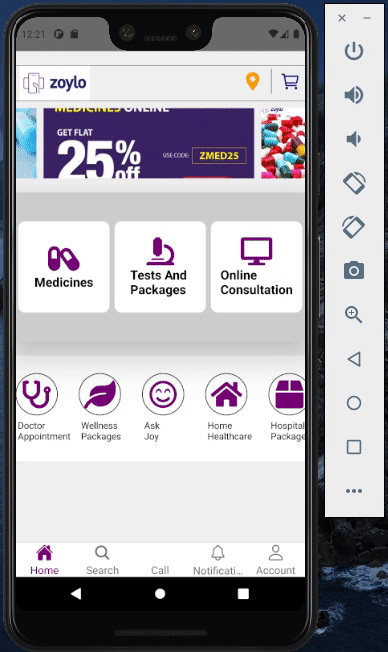 12:21
zoylo
MEDICINES ONLINE
GET FLAT
25%
off
USE CODE: ZMED25
zoylo
Medicines
Tests And
Packages
Online
Consultation
Doctor
Appointment
Wellness
Packages
Ask
Joy
Home
Healthcare
Hospital
Package
Home
Search
Call
Notificati...
Account